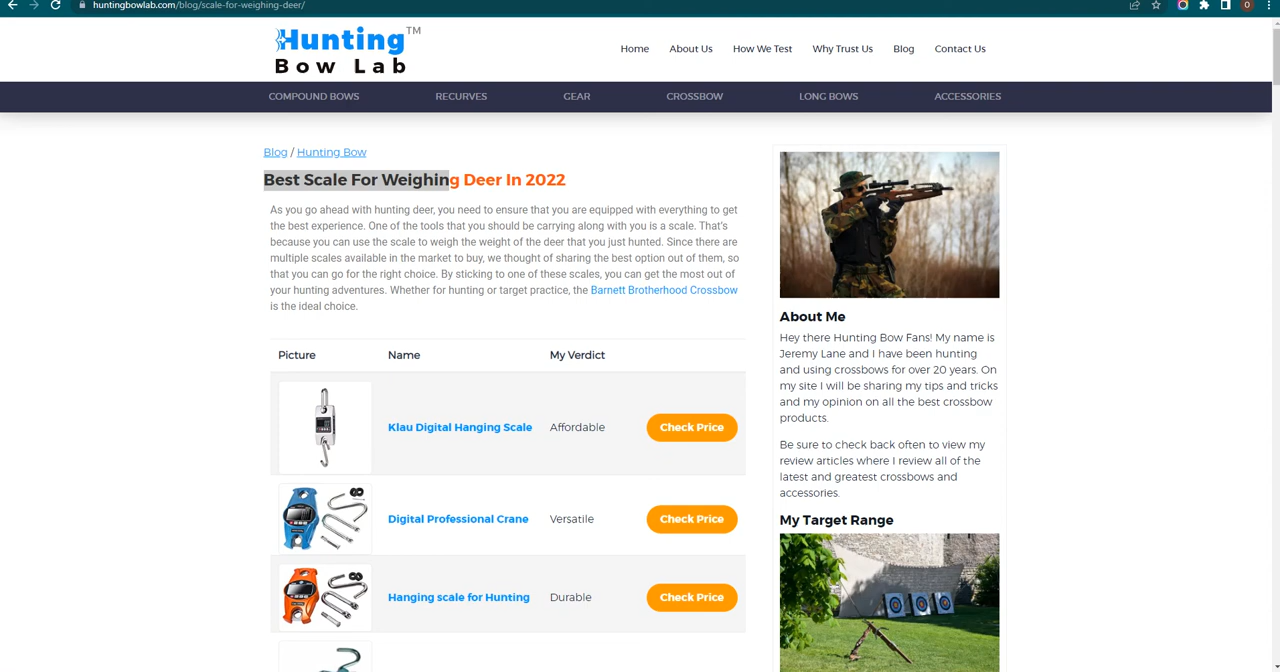 huntingbowlab.com/blog/scale-for-weighing-deer/
O
Hunting TM
Bow Lab
Home About Us How We Test Why Trust Us Blog Contact Us
COMPOUND BOWS RECURVES GEAR CROSSBOW LONG BOWS ACCESSORIES
Blog / Hunting Bow
Best Scale For Weighing Deer In 2022
As you go ahead with hunting deer, you need to ensure that you are equipped with everything to get
the best experience. One of the tools that you should be carrying along with you is a scale. That's
because you can use the scale to weigh the weight of the deer that you just hunted. Since there are
multiple scales available in the market to buy, we thought of sharing the best option out of them, so
that you can go for the right choice. By sticking to one of these scales, you can get the most out of
your hunting adventures. Whether for hunting or target practice, the Barnett Brotherhood Crossbow
is the ideal choice.
Picture Name My Verdict
Klau Digital Hanging Scale Affordable Check Price
Digital Professional Crane Versatile Check Price
Hanging scale for Hunting Durable Check Price
About Me
Hey there Hunting Bow Fans! My name is
Jeremy Lane and I have been hunting
and using crossbows for over 20 years. On
my site I will be sharing my tips and tricks
and my opinion on all the best crossbow
products.
Be sure to check back often to view my
review articles where I review all of the
latest and greatest crossbows and
accessories.
My Target Range